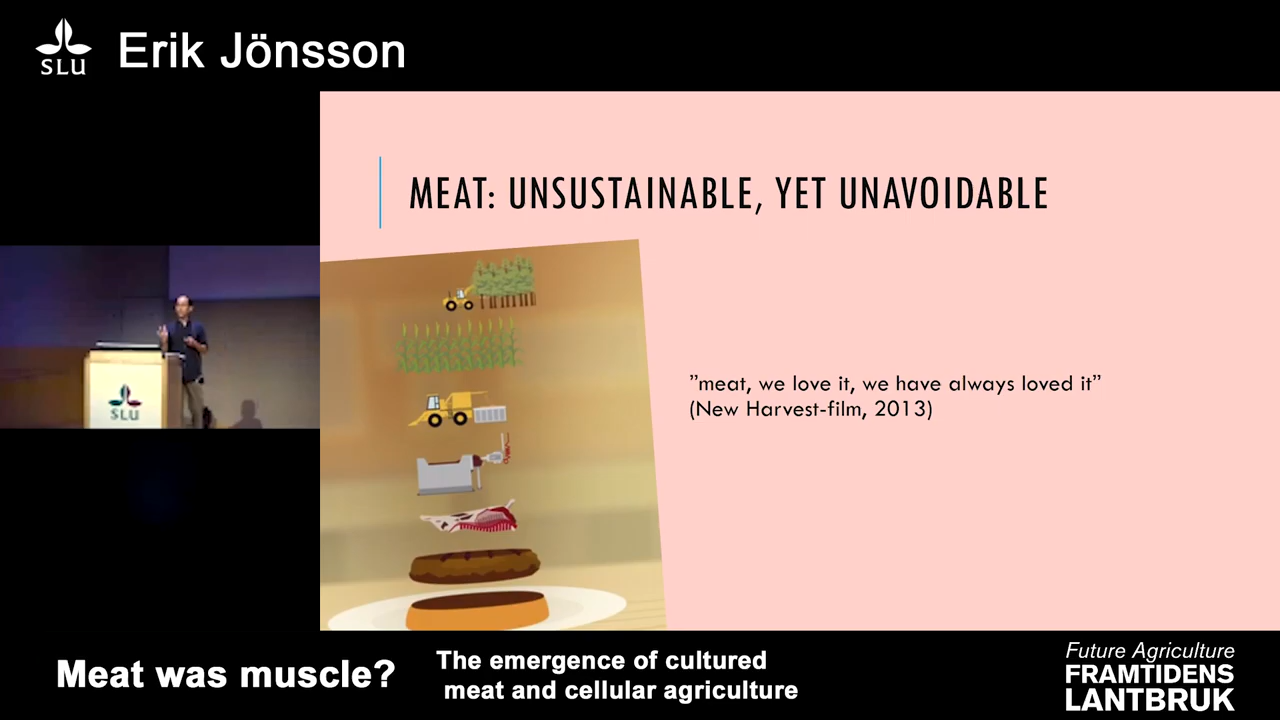 SLU
Erik Jönsson
MEAT: UNSUSTAINABLE, YET UNAVOIDABLE
”meat, we love it, we have always loved it”
(New Harvest-film, 2013)
SLU
Meat was muscle?
The emergence of cultured
meat and cellular agriculture
Future Agriculture
FRAMTIDENS
LANTBRUK